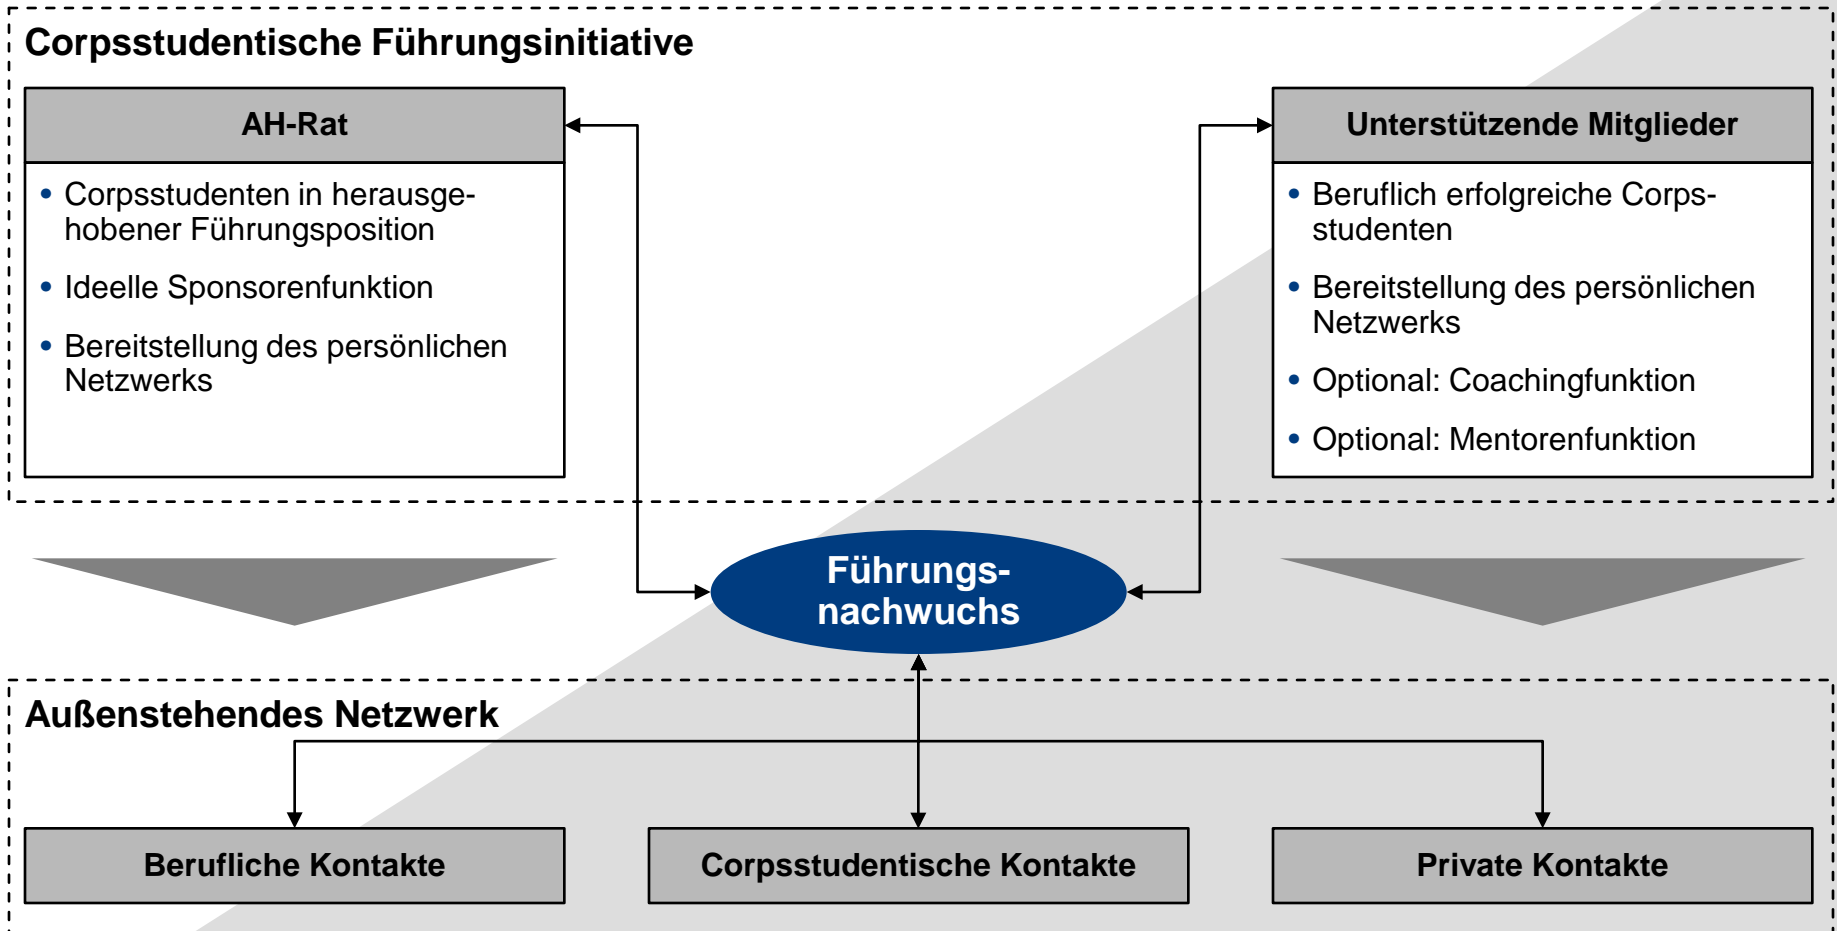 Corpsstudentische Führungsinitiative
AH-Rat
• Corpsstudenten in herausge-
hobener Führungsposition
• Ideelle Sponsorenfunktion
• Bereitstellung des persönlichen
Netzwerks
Unterstützende Mitglieder
• Beruflich erfolgreiche Corps-
studenten
• Bereitstellung des persönlichen
Netzwerks
• Optional: Coachingfunktion
• Optional: Mentorenfunktion
Führungs-
nachwuchs
Außenstehendes Netzwerk
Berufliche Kontakte
Corpsstudentische Kontakte
Private Kontakte